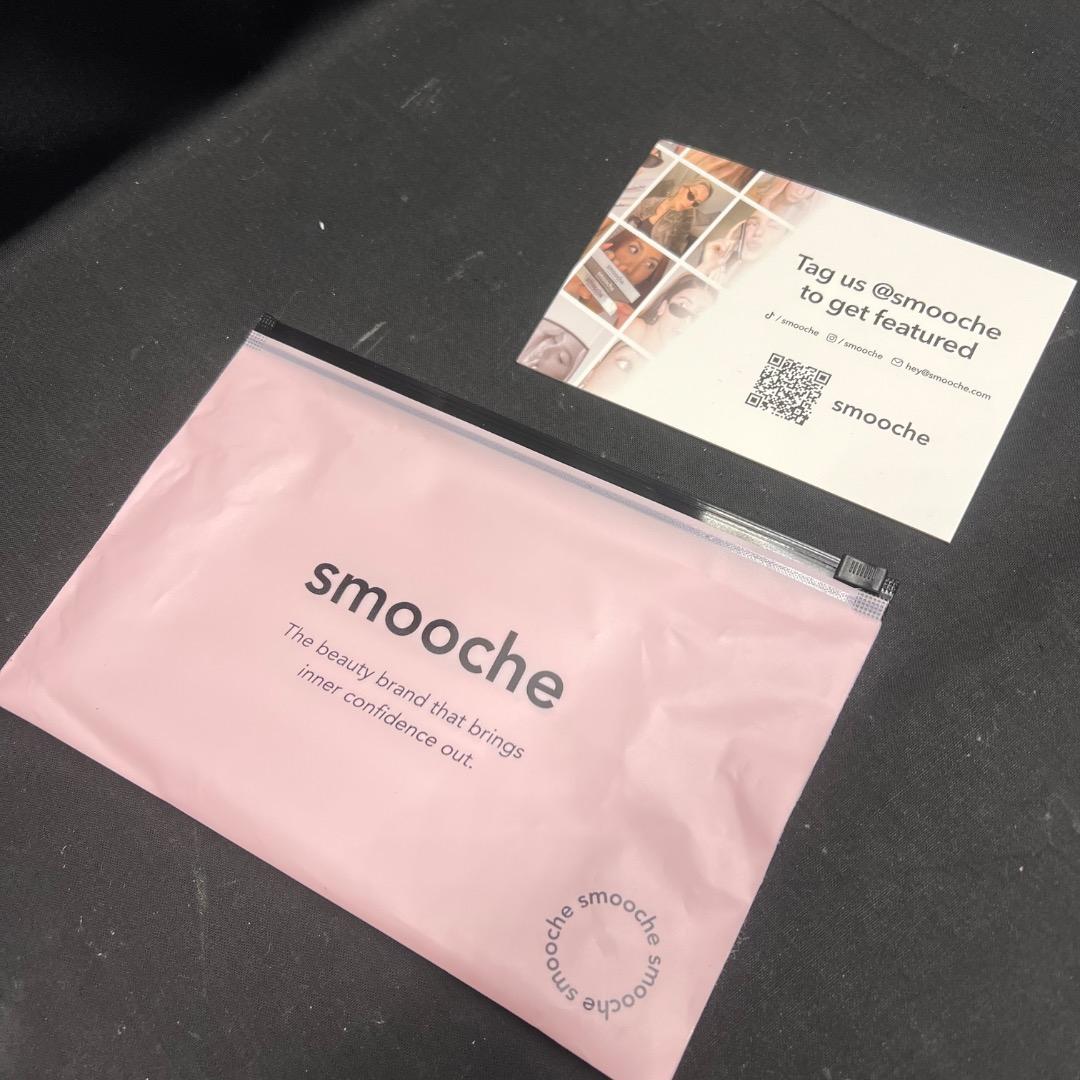 Tag us @smooche
to get featured
/ smooche / smooche hey@smooche.com
smooche
smooche
The beauty brand that brings
inner confidence out.
smooche smooche smooche smooche